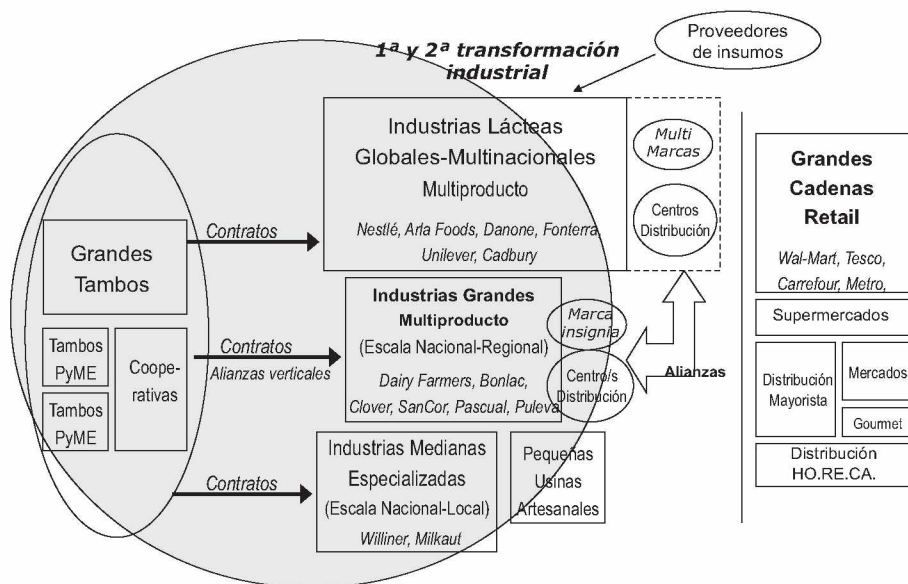 1ª y 2ª transformación
industrial
Proveedores
de insumos
Industrias Lácteas
Globales-Multinacionales
Multiproducto
Nestlé, Arla Foods, Danone, Fonterra
Unilever, Cadbury
Multi
Marcas
Centros
Distribución
Grandes
Tambos
Contratos
Tambos
PyME
Tambos
PyME
Coope-
rativas
Contratos
Alianzas verticales
Industrias Grandes
Multiproducto
(Escala Nacional-Regional)
Dairy Farmers, Bonlac,
Clover, SanCor, Pascual, Puleva
Marca
insignia
Centro/s
Distribución
Alianzas
Contratos
Industrias Medianas
Especializadas
(Escala Nacional-Local)
Williner, Milkaut
Pequeñas
Usinas
Artesanales
Grandes
Cadenas
Retail
Wal-Mart, Tesco,
Carrefour, Metro,
Supermercados
Distribución
Mayorista
Mercados
Gourmet
Distribución
HO.RE.CA.